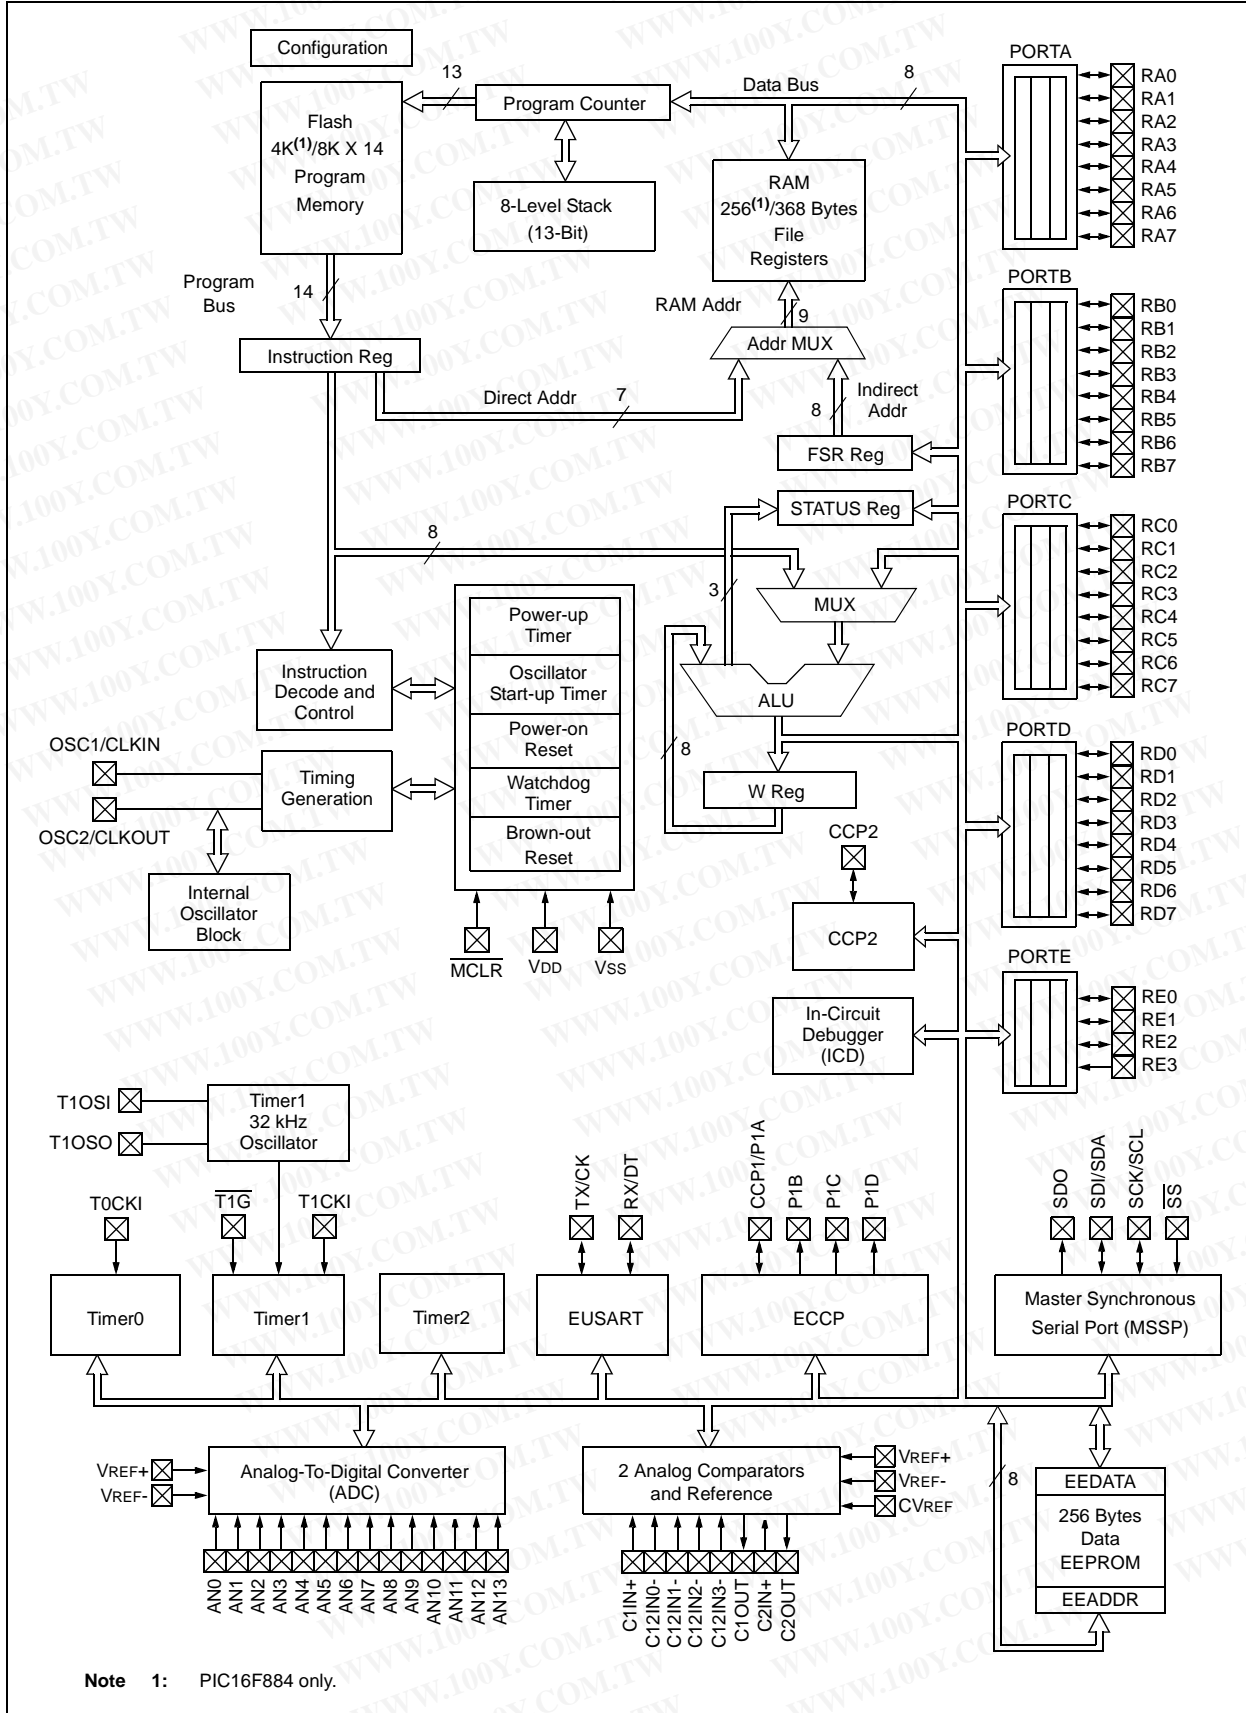 Configuration
13
Program Counter
Data Bus
8
PORTA
Flash
4K(1)/8K X 14
Program
Memory
8-Level Stack
(13-Bit)
RAM
256(1)/368 Bytes
File
Registers
RA0
RA1
RA2
RA3
RA4
RA5
RA6
RA7
Program
Bus
14
RAM Addr
9
PORTB
Instruction Reg
Addr MUX
Direct Addr
7
8
Indirect
Addr
FSR Reg
RB0
RB1
RB2
RB3
RB4
RB5
RB6
RB7
STATUS Reg
PORTC
8
3
MUX
RC0
RC1
RC2
RC3
RC4
RC5
RC6
RC7
Power-up
Timer
Oscillator
Start-up Timer
Power-on
Reset
Watchdog
Timer
Brown-out
Reset
Instruction
Decode and
Control
ALU
8
W Reg
PORTD
OSC1/CLKIN
OSC2/CLKOUT
Timing
Generation
Internal
Oscillator
Block
RD0
RD1
RD2
RD3
RD4
RD5
RD6
RD7
CCP2
CCP2
MCLR
VDD
VSS
PORTE
In-Circuit
Debugger
(ICD)
RE0
RE1
RE2
RE3
T1OSI
T1OSO
Timer1
32 kHz
Oscillator
T0CKI
T1G
T1CKI
TX/CK
RX/DT
CCP1/P1A
P1B
P1C
P1D
SDO
SDI/SDA
SCK/SCL
SS
Timer0
Timer1
Timer2
EUSART
ECCP
Master Synchronous
Serial Port (MSSP)
VREF+
VREF-
Analog-To-Digital Converter
(ADC)
2 Analog Comparators
and Reference
VREF+
VREF-
CVREF
8
EEDATA
256 Bytes
Data
EEPROM
EEADDR
AN0
AN1
AN2
AN3
AN4
AN5
AN6
AN7
AN8
AN9
AN10
AN11
AN12
AN13
C1IN+
C12IN0-
C12IN1-
C12IN2-
C12IN3-
C1OUT
C2IN+
C2OUT
Note 1: PIC16F884 only.
WWW.100Y.COM.TW